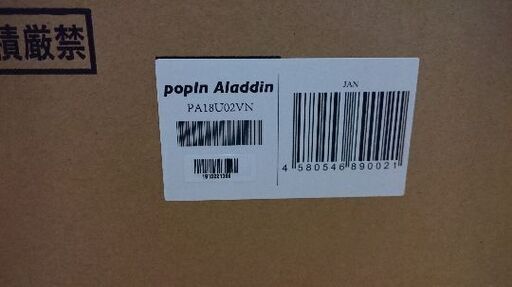 積厳禁
popIn Aladdin
PA18U02VN
JAN
4 580546 890021